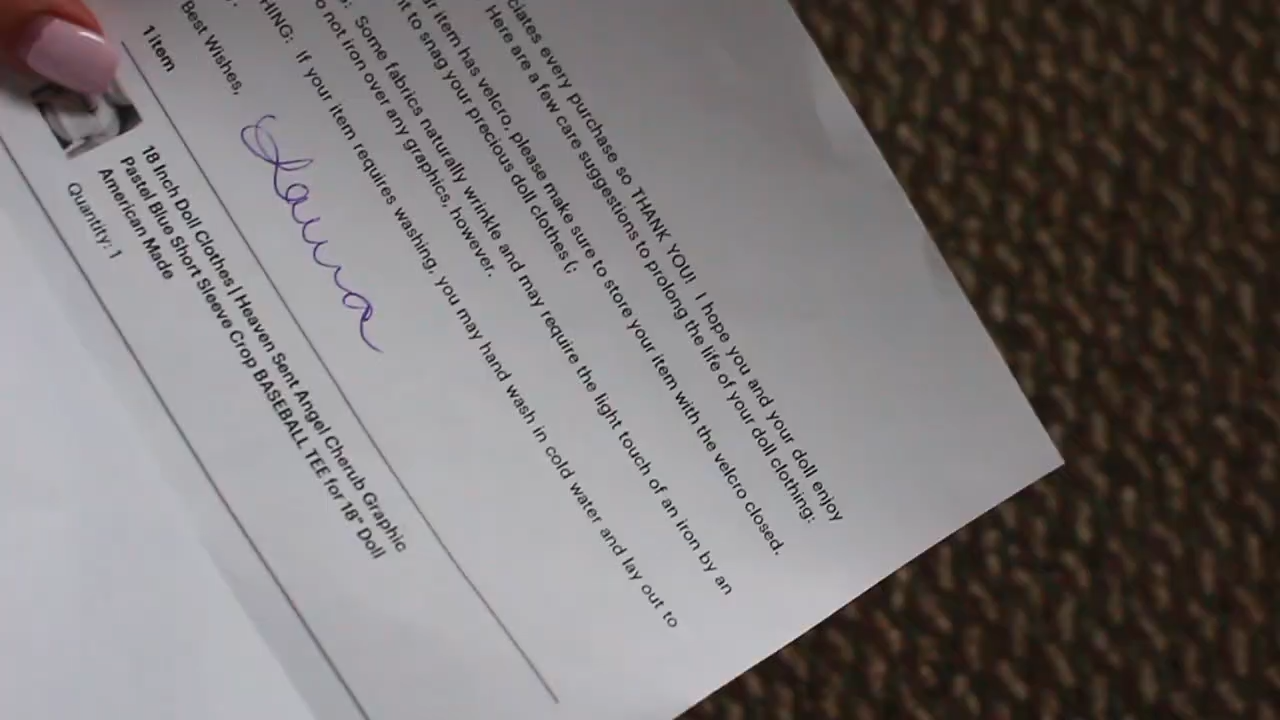 ciates every purchase so THANK YOU!! I hope you and your doll enjoy
Here are a few care suggestions to prolong the life of your doll clothing:
item has velcro, please make sure to store your item with the velcro closed.
to snag your precious doll clothes (:
Some fabrics naturally wrinkle and may require the light touch of an iron by an
not iron over any graphics, however.
HING: If your item requires washing, you may hand wash in cold water and lay out to
Best Wishes,
Laura
1 item
18 Inch Doll Clothes | Heaven Sent Angel Cherub Graphic
Pastel Blue Short Sleeve Crop BASEBALL TEE for 18" Doll
American Made
Quantity: 1